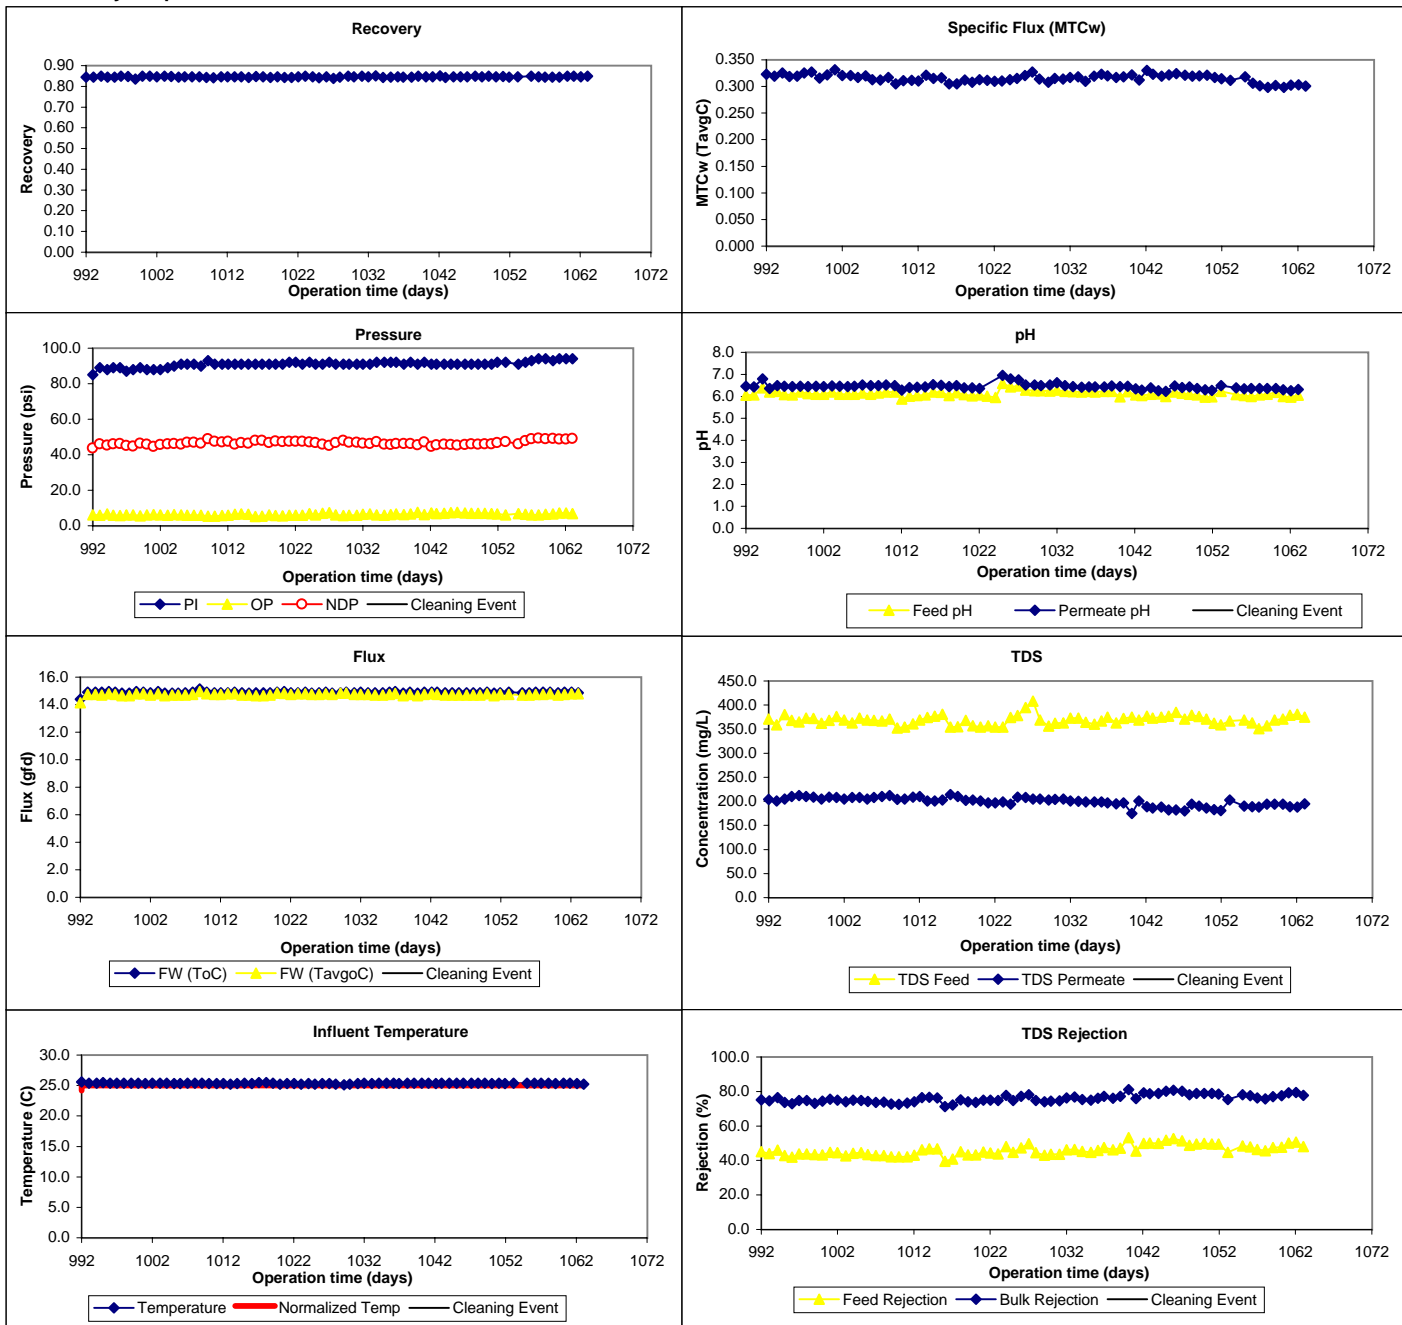 Recovery
0.90
0.80
0.70
0.60
0.50
0.40
0.30
0.20
0.10
0.00
Recovery
992 1002 1012 1022 1032 1042 1052 1062 1072
Operation time (days)
Specific Flux (MTCw)
0.350
0.300
0.250
0.200
0.150
0.100
0.050
0.000
MTCw (TavgC)
992 1002 1012 1022 1032 1042 1052 1062 1072
Operation time (days)
Pressure
100.0
80.0
60.0
40.0
20.0
0.0
Pressure (psi)
992 1002 1012 1022 1032 1042 1052 1062 1072
Operation time (days)
PI OP NDP Cleaning Event
pH
8.0
7.0
6.0
5.0
4.0
3.0
2.0
1.0
0.0
pH
992 1002 1012 1022 1032 1042 1052 1062 1072
Operation time (days)
Feed pH Permeate pH Cleaning Event
Flux
16.0
14.0
12.0
10.0
8.0
6.0
4.0
2.0
0.0
Flux (gfd)
992 1002 1012 1022 1032 1042 1052 1062 1072
Operation time (days)
FW (ToC) FW (TavgoC) Cleaning Event
TDS
450.0
400.0
350.0
300.0
250.0
200.0
150.0
100.0
50.0
0.0
Concentration (mg/L)
992 1002 1012 1022 1032 1042 1052 1062 1072
Operation time (days)
TDS Feed TDS Permeate Cleaning Event
Influent Temperature
30.0
25.0
20.0
15.0
10.0
5.0
0.0
Temperature (C)
992 1002 1012 1022 1032 1042 1052 1062 1072
Operation time (days)
Temperature Normalized Temp Cleaning Event
TDS Rejection
100.0
80.0
60.0
40.0
20.0
0.0
Rejection (%)
992 1002 1012 1022 1032 1042 1052 1062 1072
Operation time (days)
Feed Rejection Bulk Rejection Cleaning Event